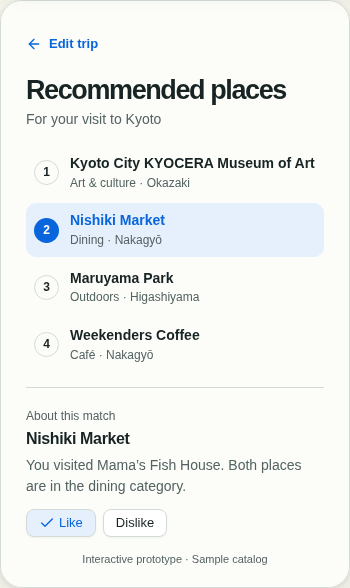 Edit trip
Recommended places
For your visit to Kyoto
1
Kyoto City KYOCERA Museum of Art
Art & culture · Okazaki
2
Nishiki Market
Dining · Nakagyō
3
Maruyama Park
Outdoors · Higashiyama
4
Weekenders Coffee
Café · Nakagyō
About this match
Nishiki Market
You visited Mama’s Fish House. Both places
are in the dining category.
Like
Dislike
Interactive prototype · Sample catalog